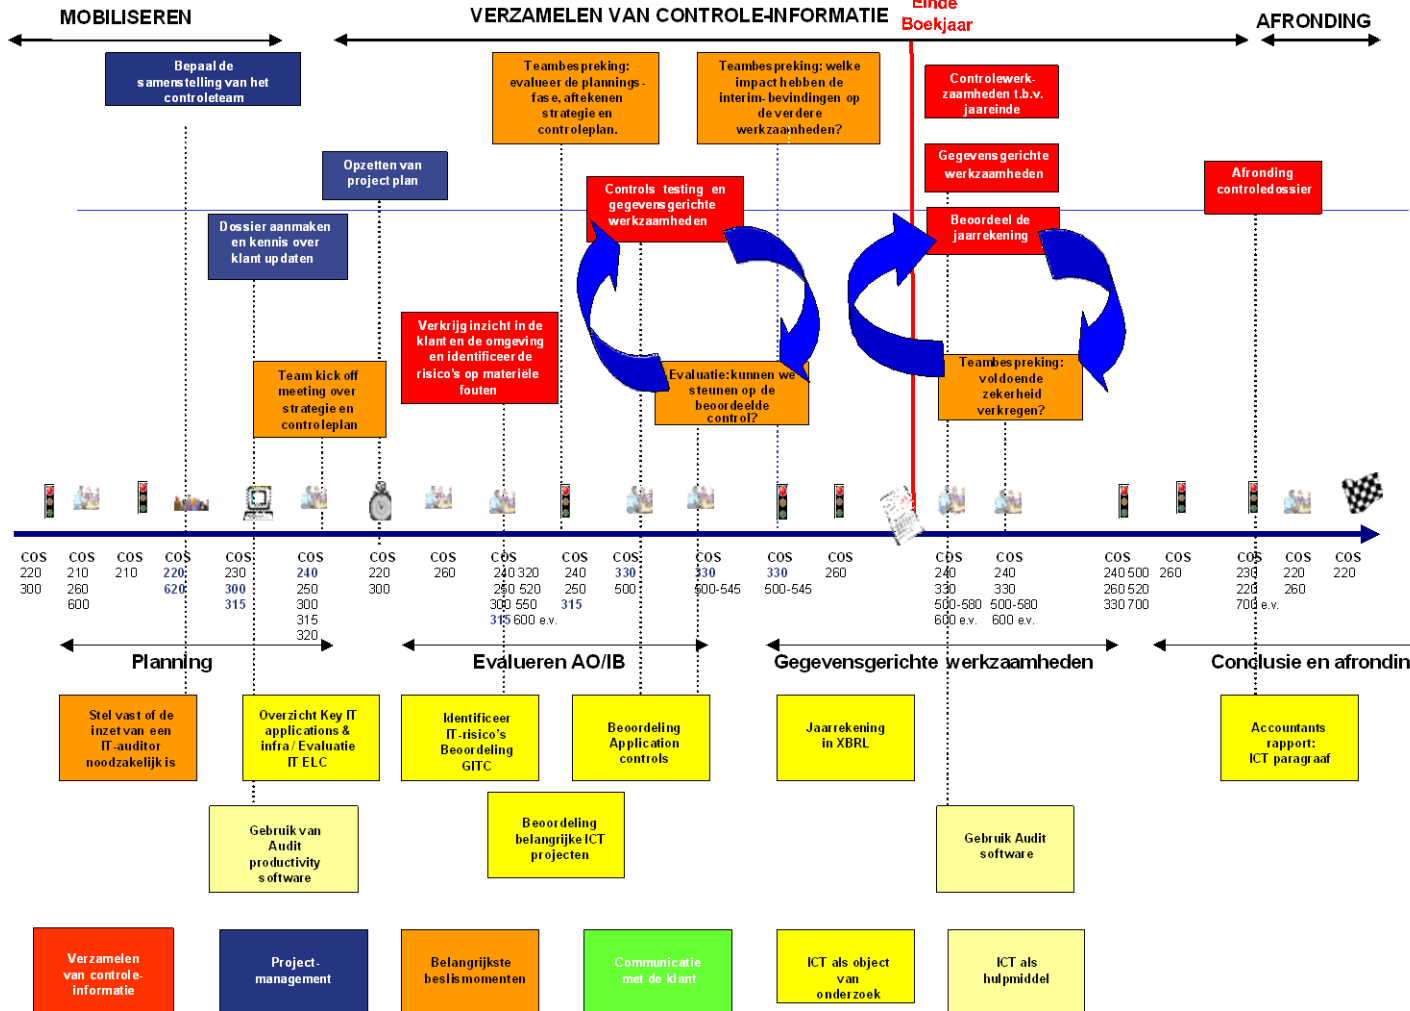 MOBILISEREN
VERZAMELEN VAN CONTROLE-INFORMATIE
Einde
Boekjaar
AFRONDING
Bepaal de
samenstelling van het
controleteam
Teambespreking:
evalueer de plannings-
fase, aftekenen
strategie en
controleplan.
Teambespreking: welke
impact hebben de
interim-bevindingen op
de verdere
werkzaamheden?
Controlewerk-
zaamheden t.b.v.
jaareinde
Opzetten van
project plan
Gegevensgerichte
werkzaamheden
Afronding
controledossier
Controls testing en
gegevensgerichte
werkzaamheden
Dossier aanmaken
en kennis over
klant updaten
Beoordeel de
jaarrekening
Verkrijg inzicht in de
klant en de omgeving
en identificeer de
risico's op materiele
fouten
Team kick off
meeting over
strategie en
controleplan
Evaluatie:kunnen we
steunen op de
beoordeelde
control?
Teambespreking:
voldoende
zekerheid
verkregen?
COS
220
300
COS
210
260
600
COS
210
COS
220
620
COS
230
300
315
COS
240
250
300
315
320
COS
220
300
COS
260
COS
240 320
250 520
300 550
315 600 e.v.
COS
240
250
315
COS
330
500
COS
330
500-545
COS
330
500-545
COS
260
COS
240
330
500-580
600 e.v.
COS
240
330
500-580
600 e.v.
COS
240 500
260 520
330 700
COS
260
COS
230
220
700 e.v.
COS
220
260
COS
220
Planning
Evalueren AO/IB
Gegevensgerichte werkzaamheden
Conclusie en afrondin
Stel vast of de
inzet van een
IT-auditor
noodzakelijk is
Overzicht Key IT
applications &
infra / Evaluatie
IT ELC
Identificeer
IT-risico's
Beoordeling
GITC
Beoordeling
Application
controls
Jaarrekening
in XBRL
Accountants
rapport:
ICT paragraaf
Gebruik van
Audit
productivity
software
Beoordeling
belangrijke ICT
projecten
Gebruik Audit
software
Verzamelen
van controle-
informatie
Project-
management
Belangrijkste
beslismomenten
Communicatie
met de klant
ICT als object
van
onderzoek
ICT als
hulpmiddel